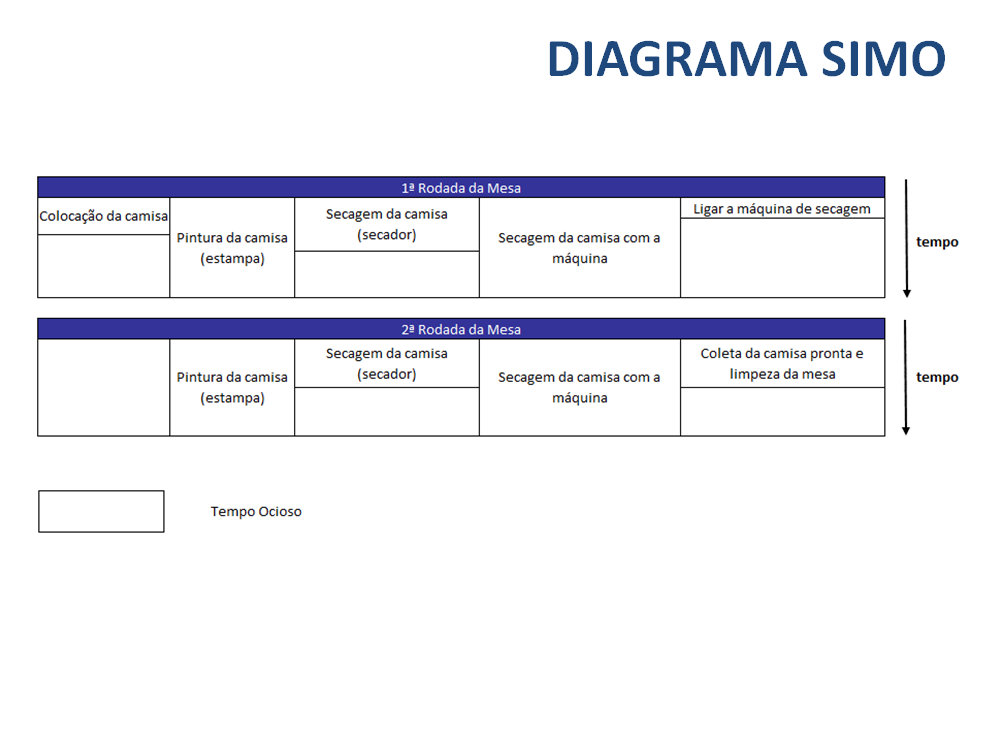 DIAGRAMA SIMO
1ª Rodada da Mesa
Colocação da camisa
Pintura da camisa
(estampa)
Secagem da camisa
(secador)
Secagem da camisa com a
máquina
Ligar a máquina de secagem
tempo
2ª Rodada da Mesa
Pintura da camisa
(estampa)
Secagem da camisa
(secador)
Secagem da camisa com a
máquina
Coleta da camisa pronta e
limpeza da mesa
tempo
Tempo Ocioso